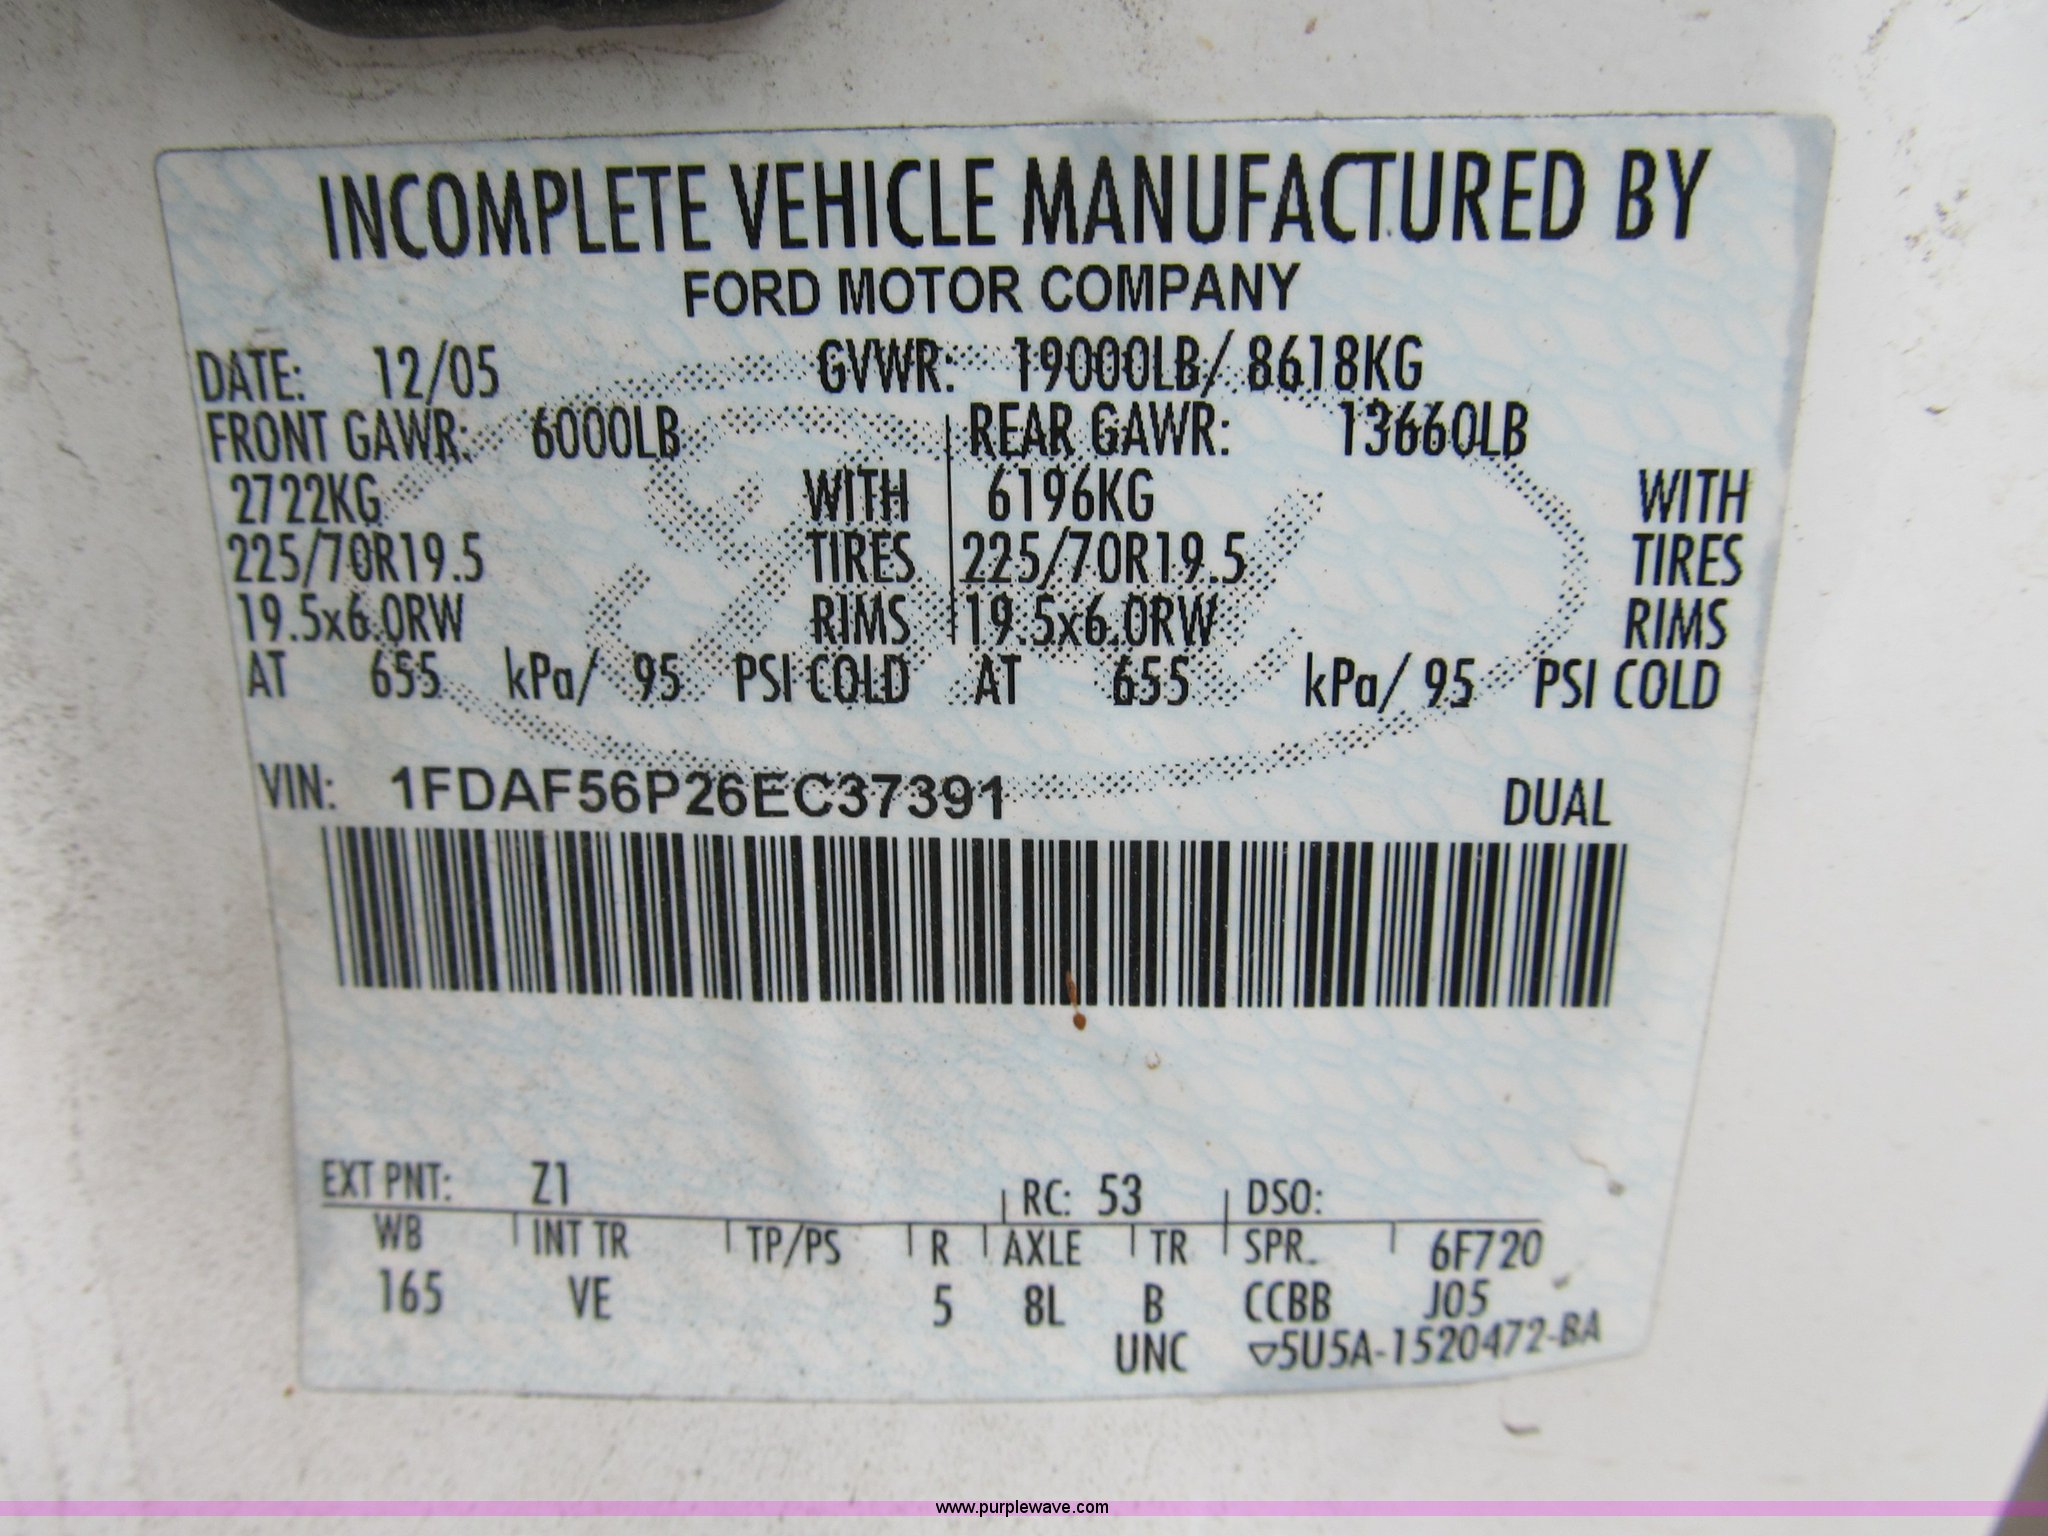 INCOMPLETE VEHICLE MANUFACTURED BY
FORD MOTOR COMPANY
DATE: 12/05 GVWR: 19000LB/ 8618KG
FRONT GAWR: 6000LB REAR GAWR: 13660LB
2722KG WITH 6196KG WITH
225/70R19.5 TIRES 225/70R19.5 TIRES
19.5x6.0RW RIMS 19.5x6.0RW RIMS
AT 655 kPa/ 95 PSI COLD AT 655 kPa/ 95 PSI COLD
VIN: 1FDAF56P26EC37391 DUAL
EXT PNT: Z1 RC: 53 DSO:
WB INT TR TP/PS R AXLE TR SPR 6F720
165 VE 5 8L B CCBB J05
UNC ▽5U5A-1520472-BA
www.purplewave.com